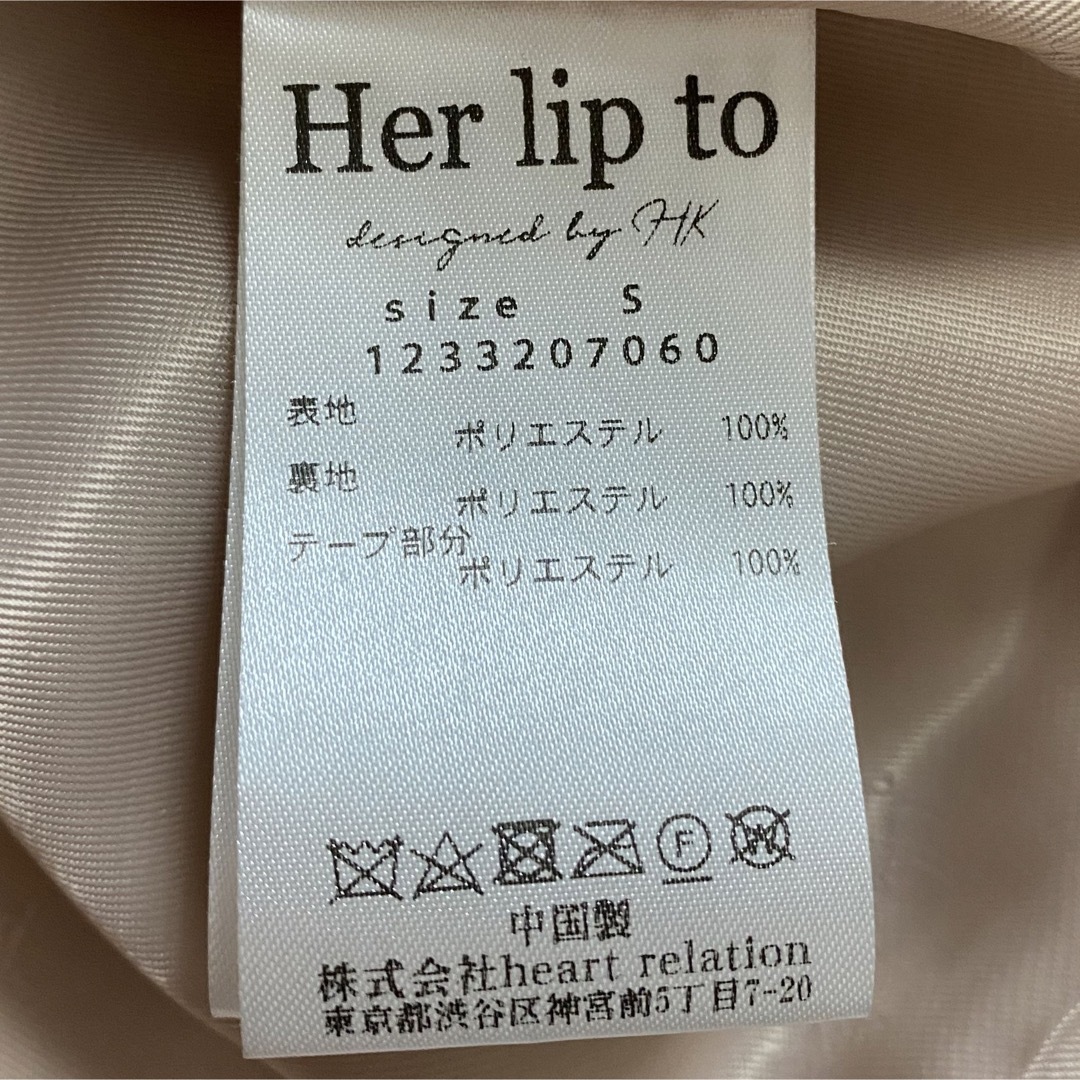 Her lip to
designed by HK
size S
1233207060
表地
ポリエステル 100%
裏地
ポリエステル 100%
テープ部分
ポリエステル 100%
F
W
中国製
株式会社heart relation
東京都渋谷区神宮前5丁目7-20